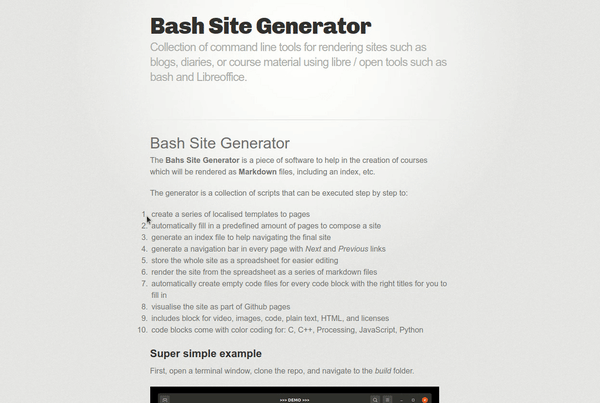 Bash Site Generator
Collection of command line tools for rendering sites such as
blogs, diaries, or course material using libre / open tools such as
bash and Libreoffice.
Bash Site Generator
The Bahs Site Generator is a piece of software to help in the creation of courses
which will be rendered as Markdown files, including an index, etc.
The generator is a collection of scripts that can be executed step by step to:
1. create a series of localised templates to pages
2. automatically fill in a predefined amount of pages to compose a site
3. generate an index file to help navigating the final site
4. generate a navigation bar in every page with Next and Previous links
5. store the whole site as a spreadsheet for easier editing
6. render the site from the spreadsheet as a series of markdown files
7. automatically create empty code files for every code block with the right titles for you to
fill in
8. visualise the site as part of Github pages
9. includes block for video, images, code, plain text, HTML, and licenses
10. code blocks come with color coding for: C, C++, Processing, JavaScript, Python
Super simple example
First, open a terminal window, clone the repo, and navigate to the build folder.
>>> DEMO >>>